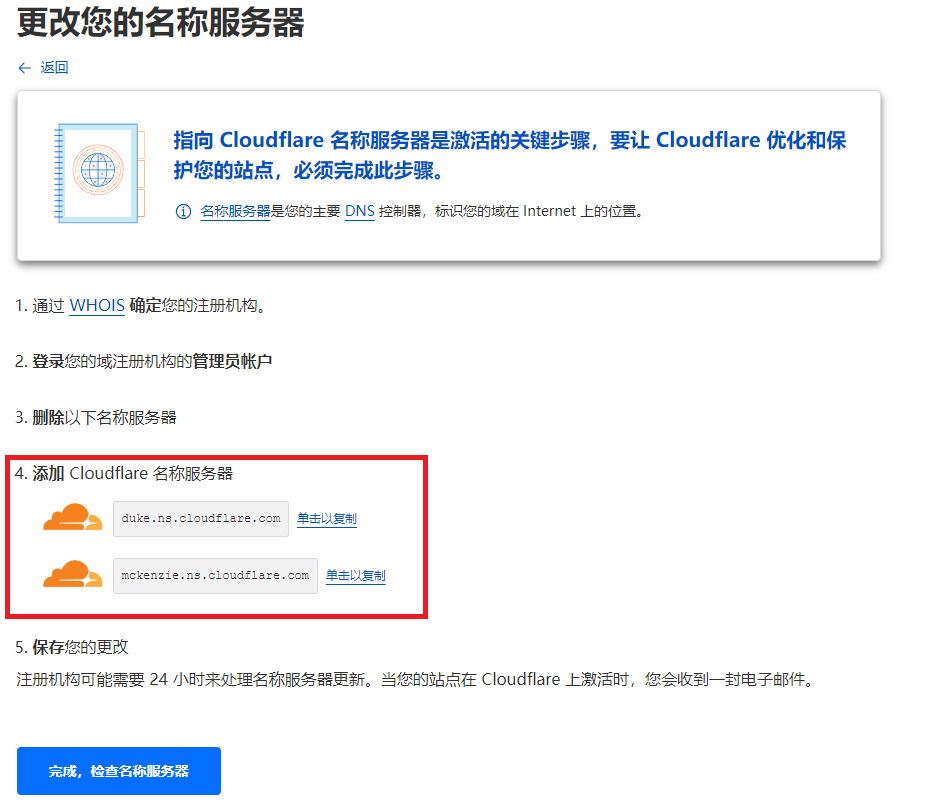 更改您的名称服务器
← 返回
指向 Cloudflare 名称服务器是激活的关键步骤，要让 Cloudflare 优化和保
护您的站点，必须完成此步骤。
名称服务器是您的主要 DNS 控制器，标识您的域在 Internet 上的位置。
1. 通过 WHOIS 确定您的注册机构。
2. 登录您的域注册机构的管理员帐户
3. 删除以下名称服务器
4. 添加 Cloudflare 名称服务器
duke.ns.cloudflare.com 单击以复制
mckenzie.ns.cloudflare.com 单击以复制
5. 保存您的更改
注册机构可能需要 24 小时来处理名称服务器更新。当您的站点在 Cloudflare 上激活时，您会收到一封电子邮件。
完成，检查名称服务器